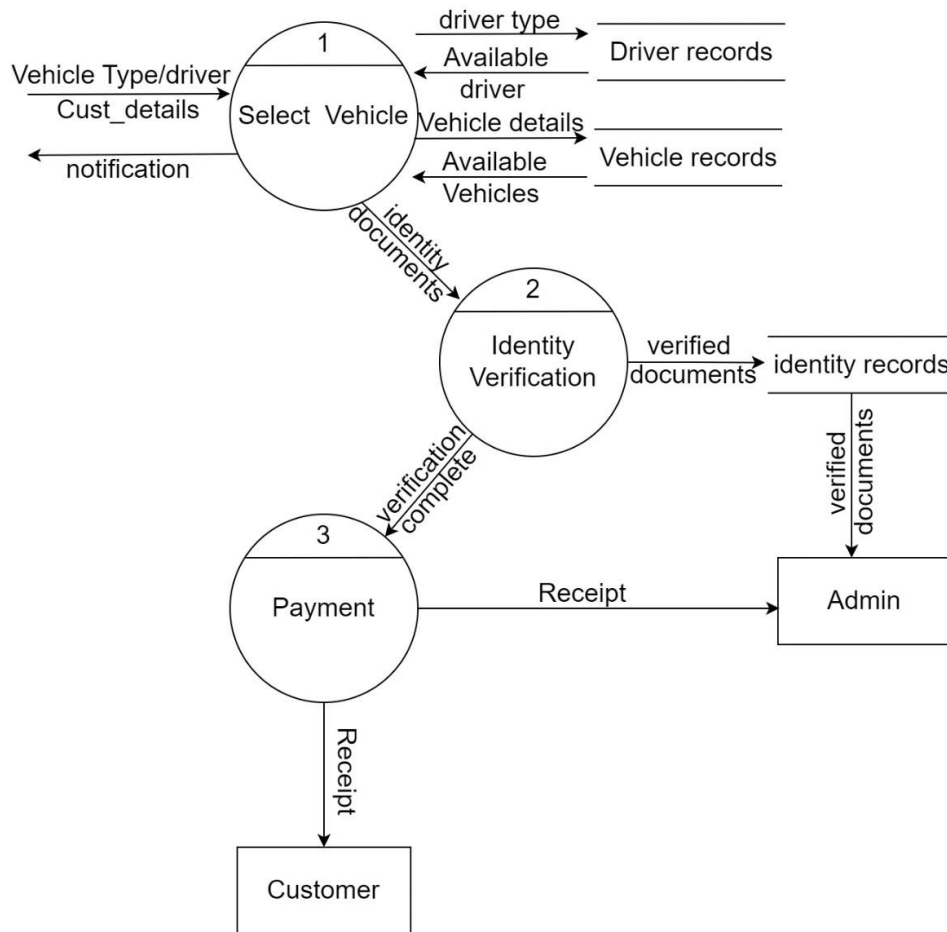 1
Select Vehicle
Vehicle Type/driver
Cust_details
notification
driver type
Available
driver
Driver records
Vehicle details
Available
Vehicles
Vehicle records
identity
documents
2
Identity
Verification
verified
documents
identity records
verified
documents
verification
complete
3
Payment
Receipt
Admin
Receipt
Customer